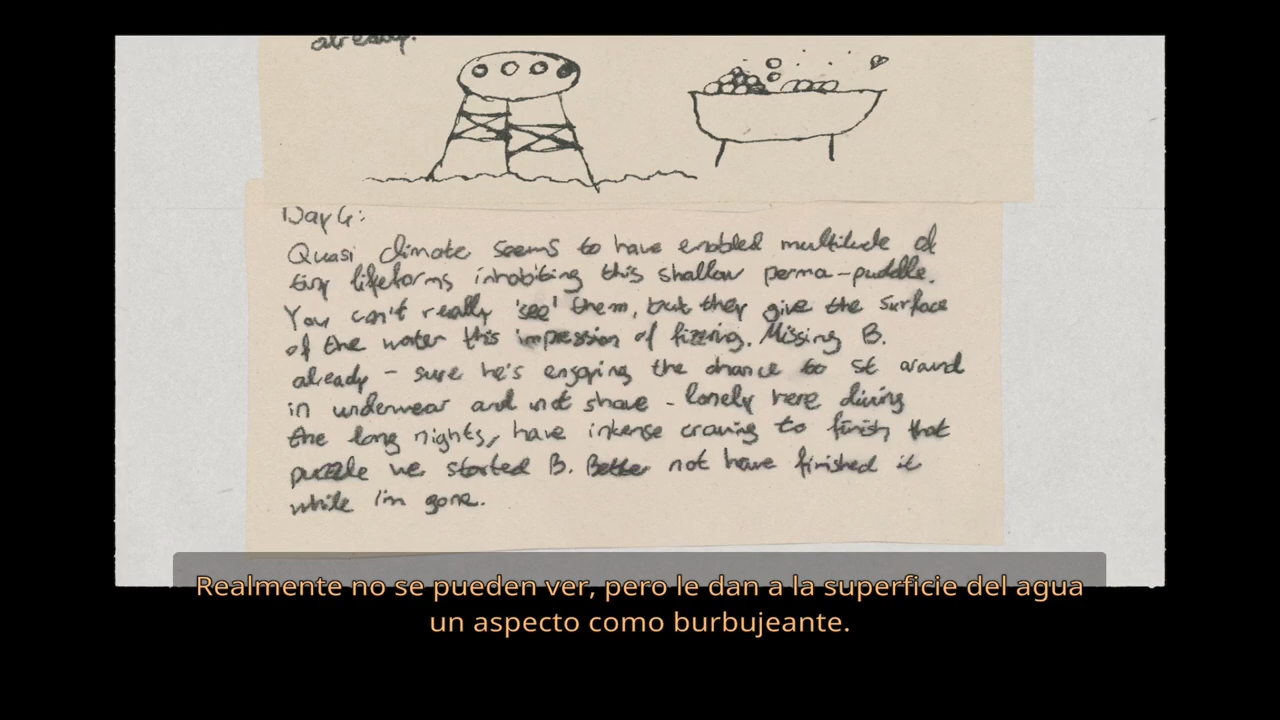 already.
Day 4:
Quasi climate seems to have enabled multitude of
tiny lifeforms inhabiting this shallow perma-puddle.
You can't really 'see' them, but they give the surface
of the water this impression of fizzing. Missing B.
already - sure he's enjoying the chance to sit around
in underwear and not shave - lonely here during
the long nights, have intense craving to finish that
puzzle we started B. Better not have finished it
while I'm gone.
Realmente no se pueden ver, pero le dan a la superficie del agua
un aspecto como burbujeante.